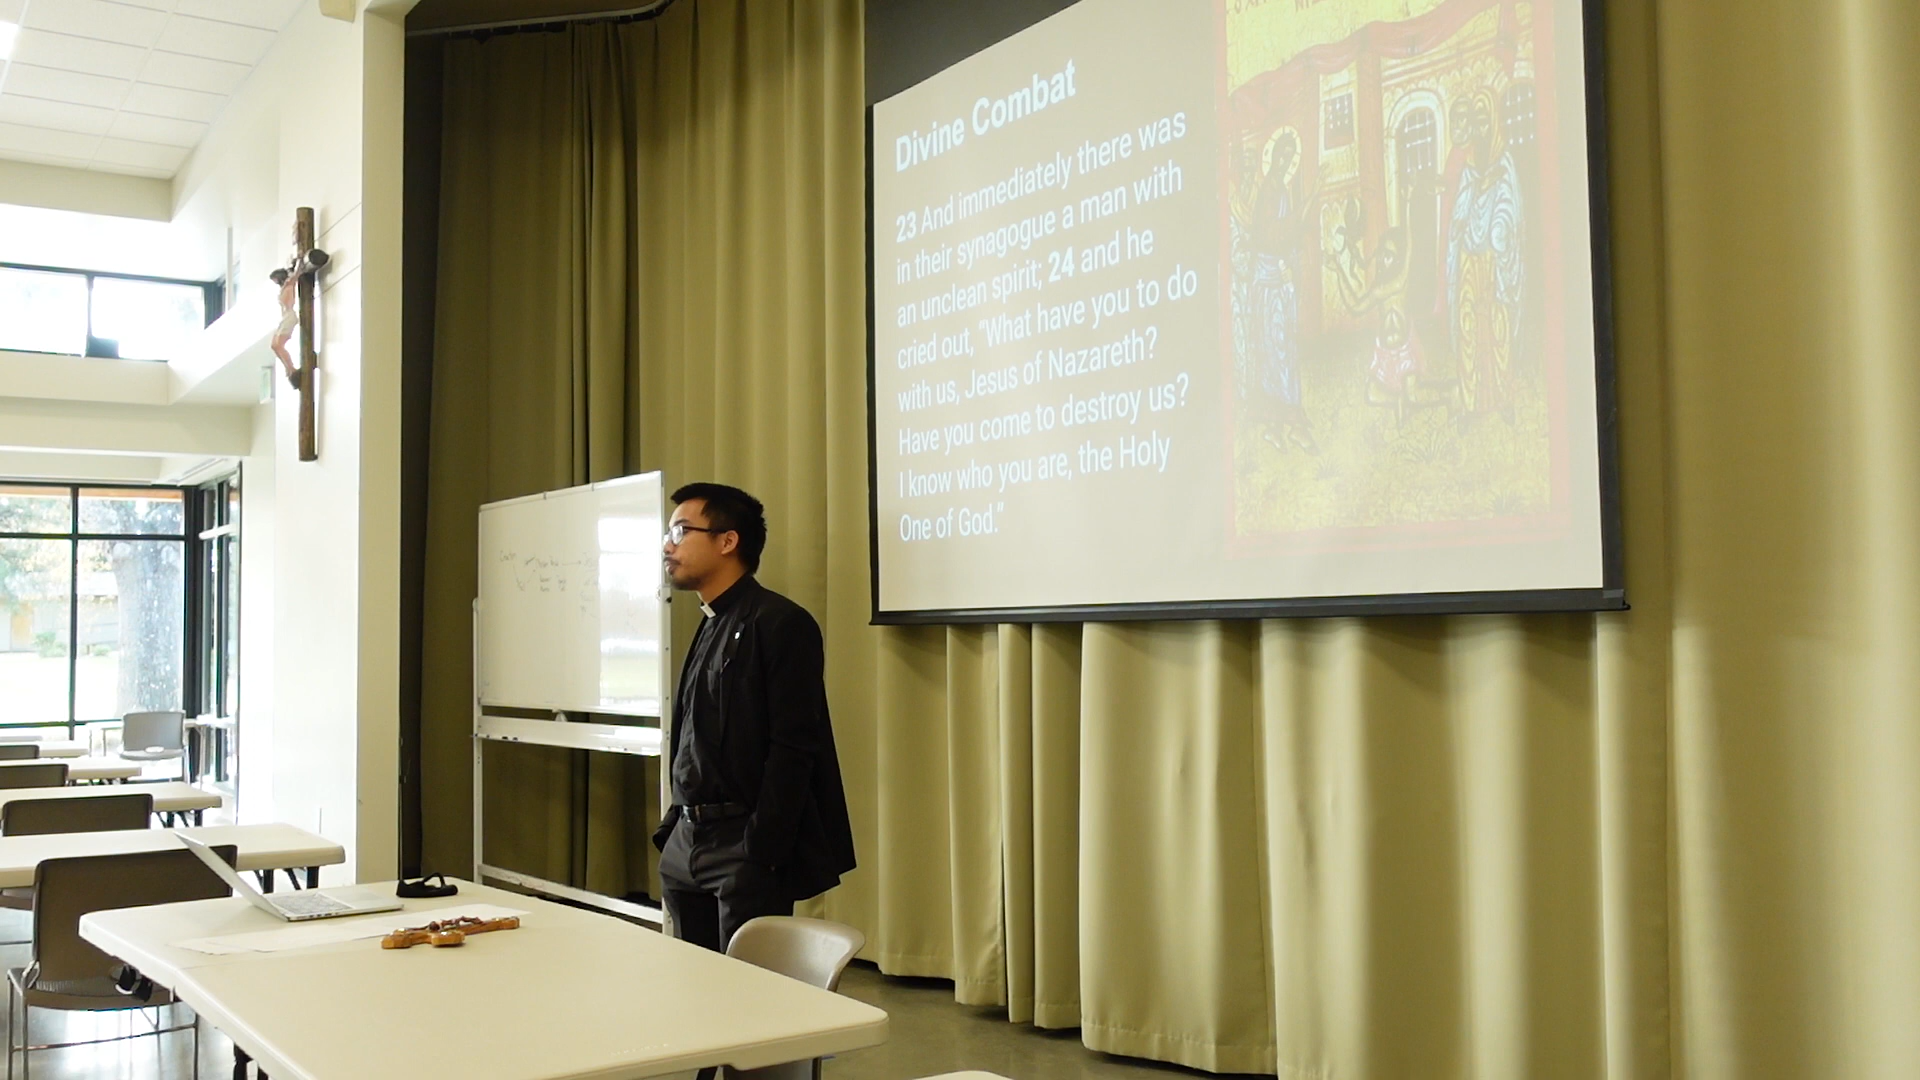 Divine Combat
23 And immediately there was
in their synagogue a man with
an unclean spirit; 24 and he
cried out, "What have you to do
with us, Jesus of Nazareth?
Have you come to destroy us?
I know who you are, the Holy
One of God."